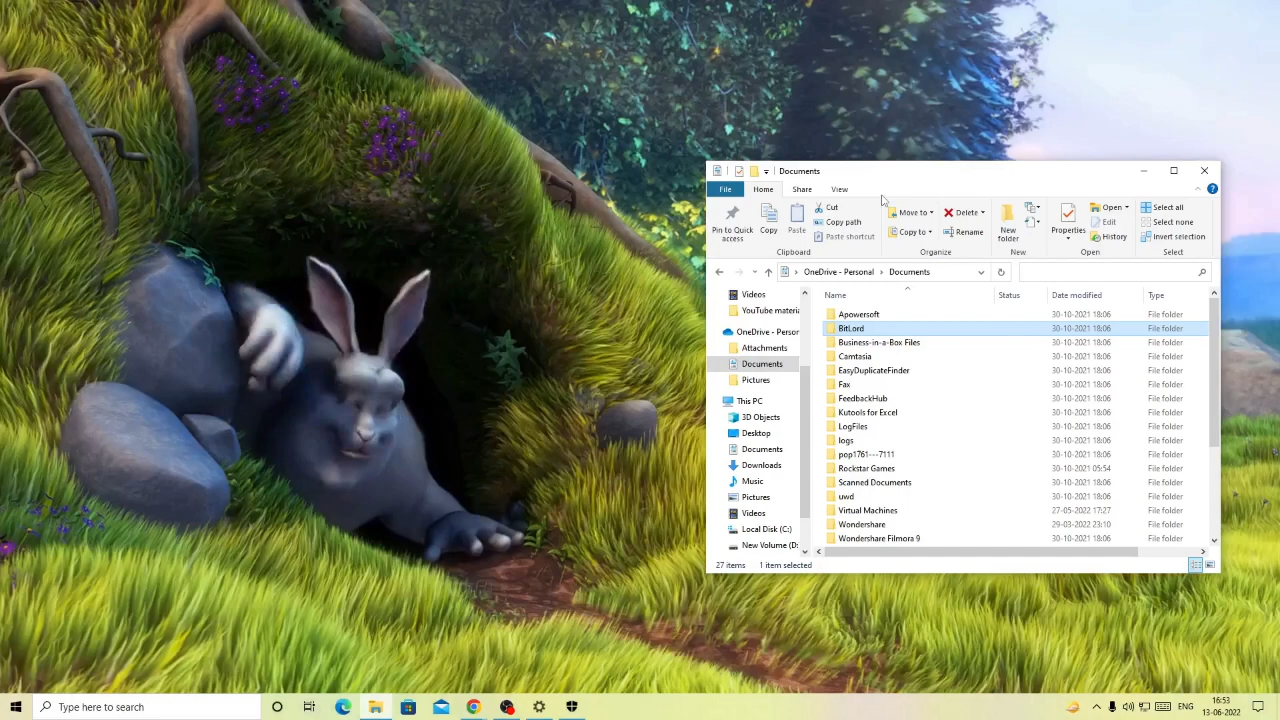 Documents
File Home Share View
Pin to Quick access
Copy
Paste
Cut
Copy path
Paste shortcut
Clipboard
Move to
Copy to
Delete
Rename
Organize
New folder
New
Properties
Open
Edit
History
Open
Select all
Select none
Invert selection
Select
OneDrive - Personal Documents
Videos
YouTube materia
OneDrive - Person
Attachments
Documents
Pictures
This PC
3D Objects
Desktop
Documents
Downloads
Music
Pictures
Videos
Local Disk (C:)
New Volume (D:
Name Status Date modified Type
Apowersoft 30-10-2021 18:06 File folder
BitLord 30-10-2021 18:06 File folder
Business-in-a-Box Files 30-10-2021 18:06 File folder
Camtasia 30-10-2021 18:06 File folder
EasyDuplicateFinder 30-10-2021 18:06 File folder
Fax 30-10-2021 18:06 File folder
FeedbackHub 30-10-2021 18:06 File folder
Kutools for Excel 30-10-2021 18:06 File folder
LogFiles 30-10-2021 18:06 File folder
logs 30-10-2021 18:06 File folder
pop1761---7111 30-10-2021 18:06 File folder
Rockstar Games 30-10-2021 05:54 File folder
Scanned Documents 30-10-2021 18:06 File folder
uwd 30-10-2021 18:06 File folder
Virtual Machines 27-05-2022 17:27 File folder
Wondershare 29-03-2022 23:10 File folder
Wondershare Filmora 9 30-10-2021 18:06 File folder
27 items 1 item selected
Type here to search
ENG
16:53
13-06-2022